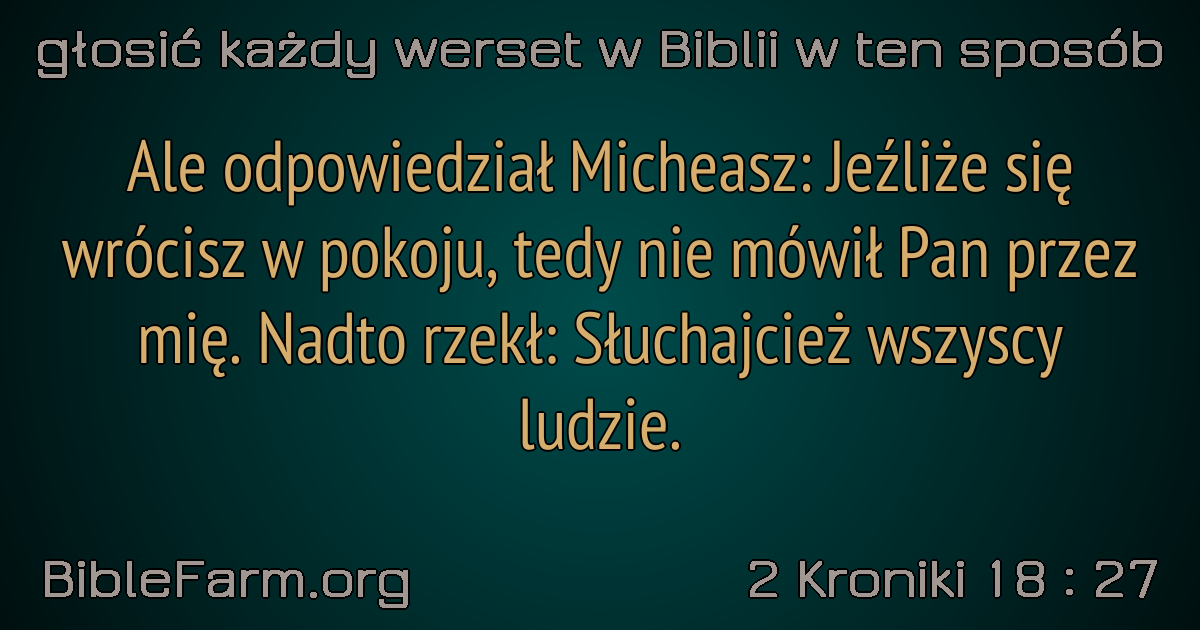 głosić każdy werset w Biblii w ten sposób
Ale odpowiedział Micheasz: Jeźliże się
wrócisz w pokoju, tedy nie mówił Pan przez
mię. Nadto rzekł: Słuchajcież wszyscy
ludzie.
BibleFarm.org
2 Kroniki 18 : 27